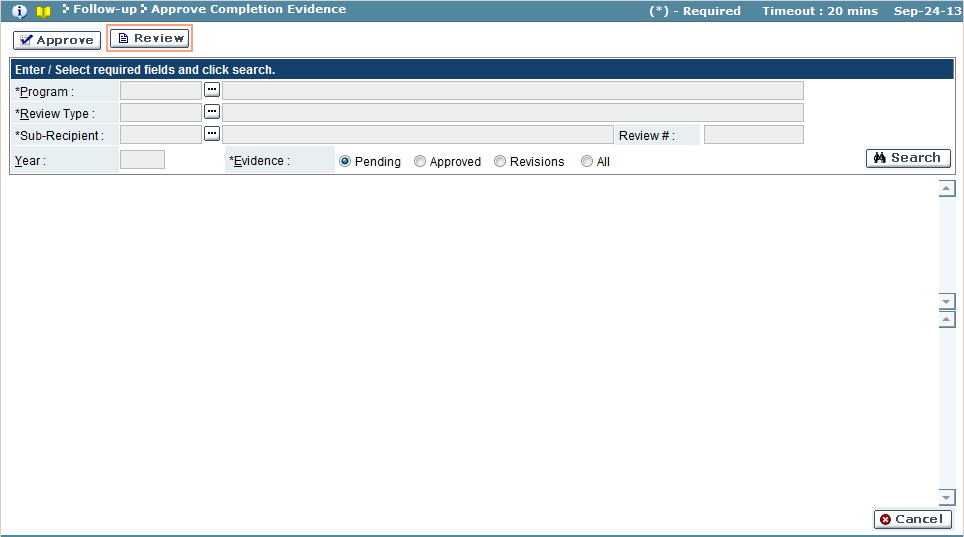 Follow-up Approve Completion Evidence (*) - Required Timeout : 20 mins Sep-24-13
Approve Review
Enter / Select required fields and click search.
*Program : ...
*Review Type : ...
*Sub-Recipient : ... Review # :
Year : *Evidence : Pending Approved Revisions All Search
Cancel